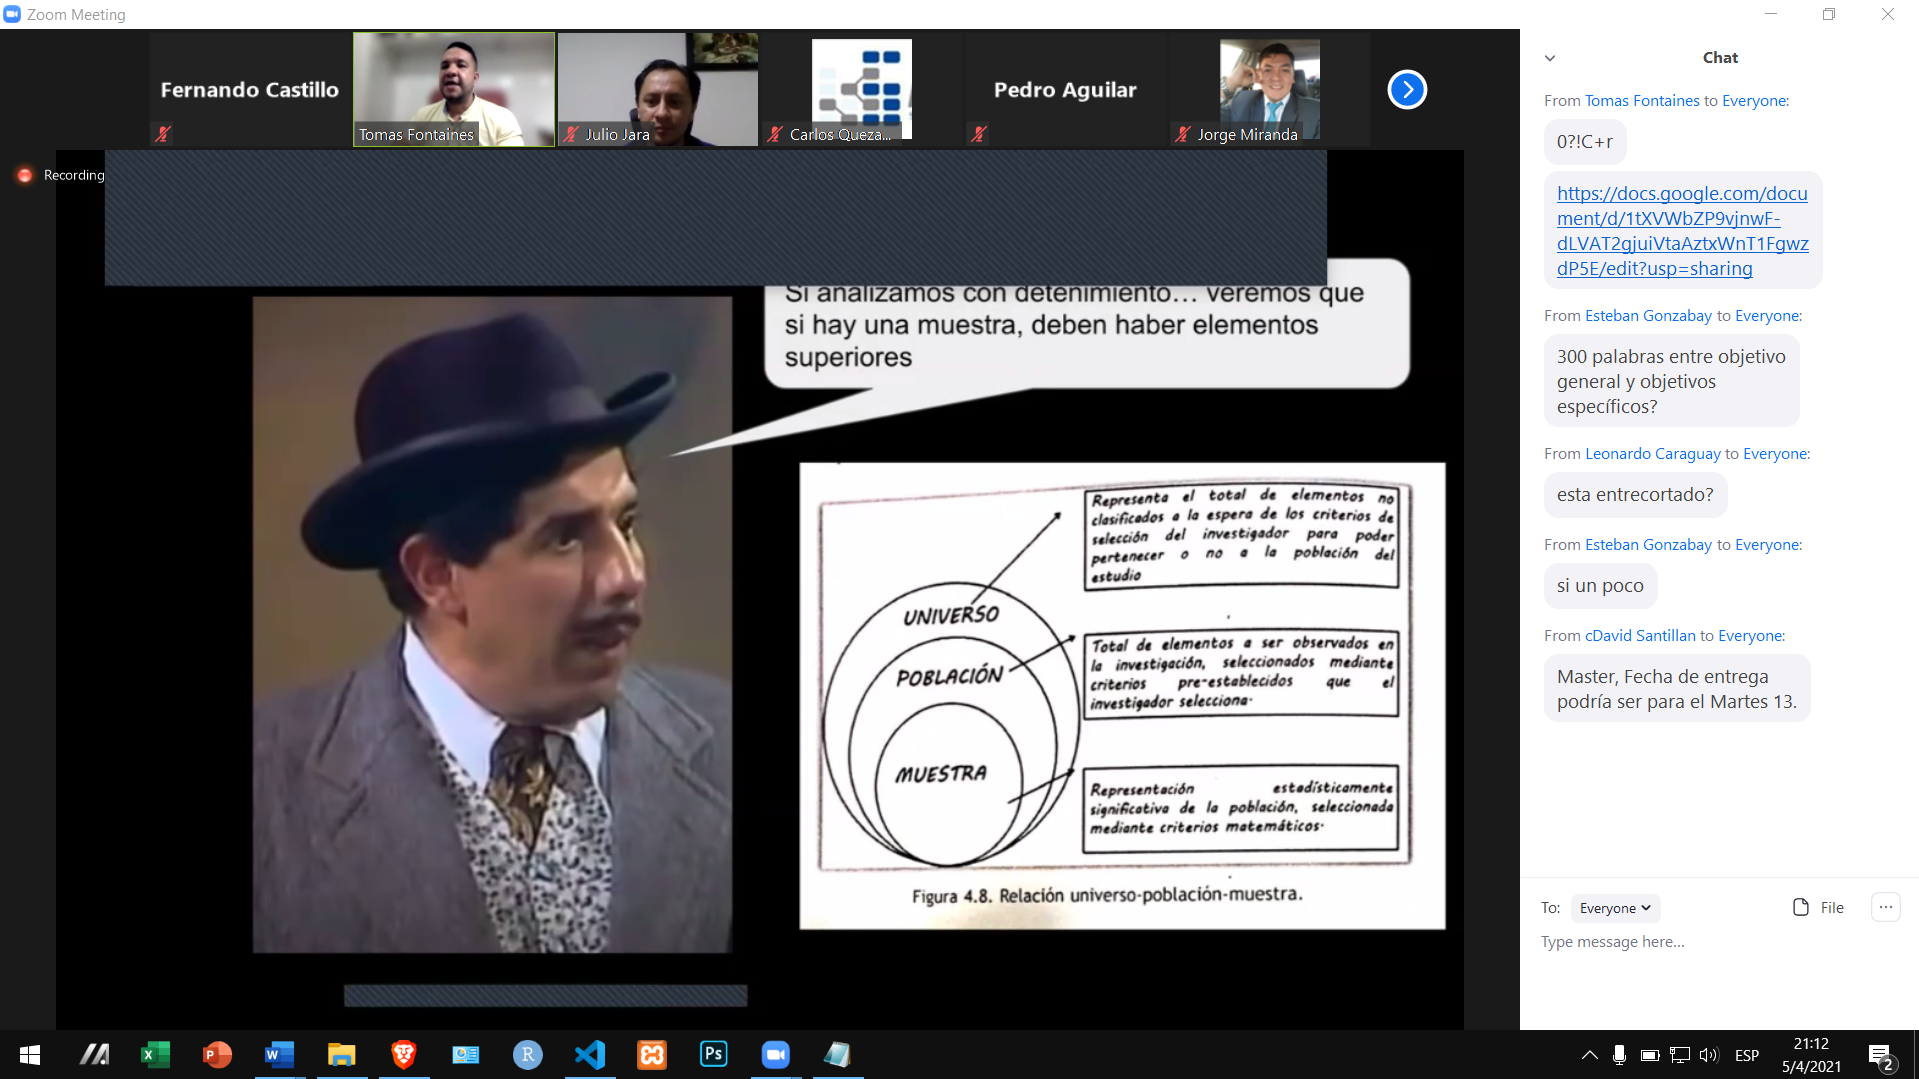 Zoom Meeting
Fernando Castillo
Tomas Fontaines
Julio Jara
Carlos Queza...
Pedro Aguilar
Jorge Miranda
Recording
Si analizamos con detenimiento... veremos que
si hay una muestra, deben haber elementos
superiores
Representa el total de elementos no
clasificados a la espera de los criterios de
selección del investigador para poder
pertenecer o no a la población del
estudio
UNIVERSO
Total de elementos a ser observados en
la investigación, seleccionados mediante
criterios pre-establecidos que el
investigador selecciona.
POBLACIÓN
MUESTRA
Representación estadísticamente
significativa de la población, seleccionada
mediante criterios matemáticos.
Figura 4.8. Relación universo-población-muestra.
Chat
From Tomas Fontaines to Everyone:
0?!C+r
https://docs.google.com/docu
ment/d/1tXVWbZP9vjnwF-
dLVAT2gjuiVtaAztxWnT1Fgwz
dP5E/edit?usp=sharing
From Esteban Gonzabay to Everyone:
300 palabras entre objetivo
general y objetivos
específicos?
From Leonardo Caraguay to Everyone:
esta entrecortado?
From Esteban Gonzabay to Everyone:
si un poco
From cDavid Santillan to Everyone:
Master, Fecha de entrega
podría ser para el Martes 13.
To: Everyone
File
Type message here...
ESP
21:12
5/4/2021
2